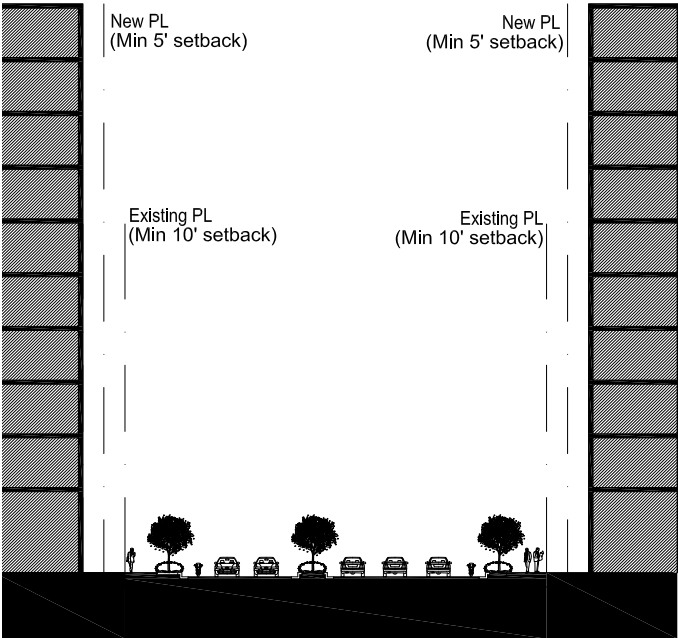 New PL
(Min 5' setback)
New PL
(Min 5' setback)
Existing PL
(Min 10' setback)
Existing PL
(Min 10' setback)